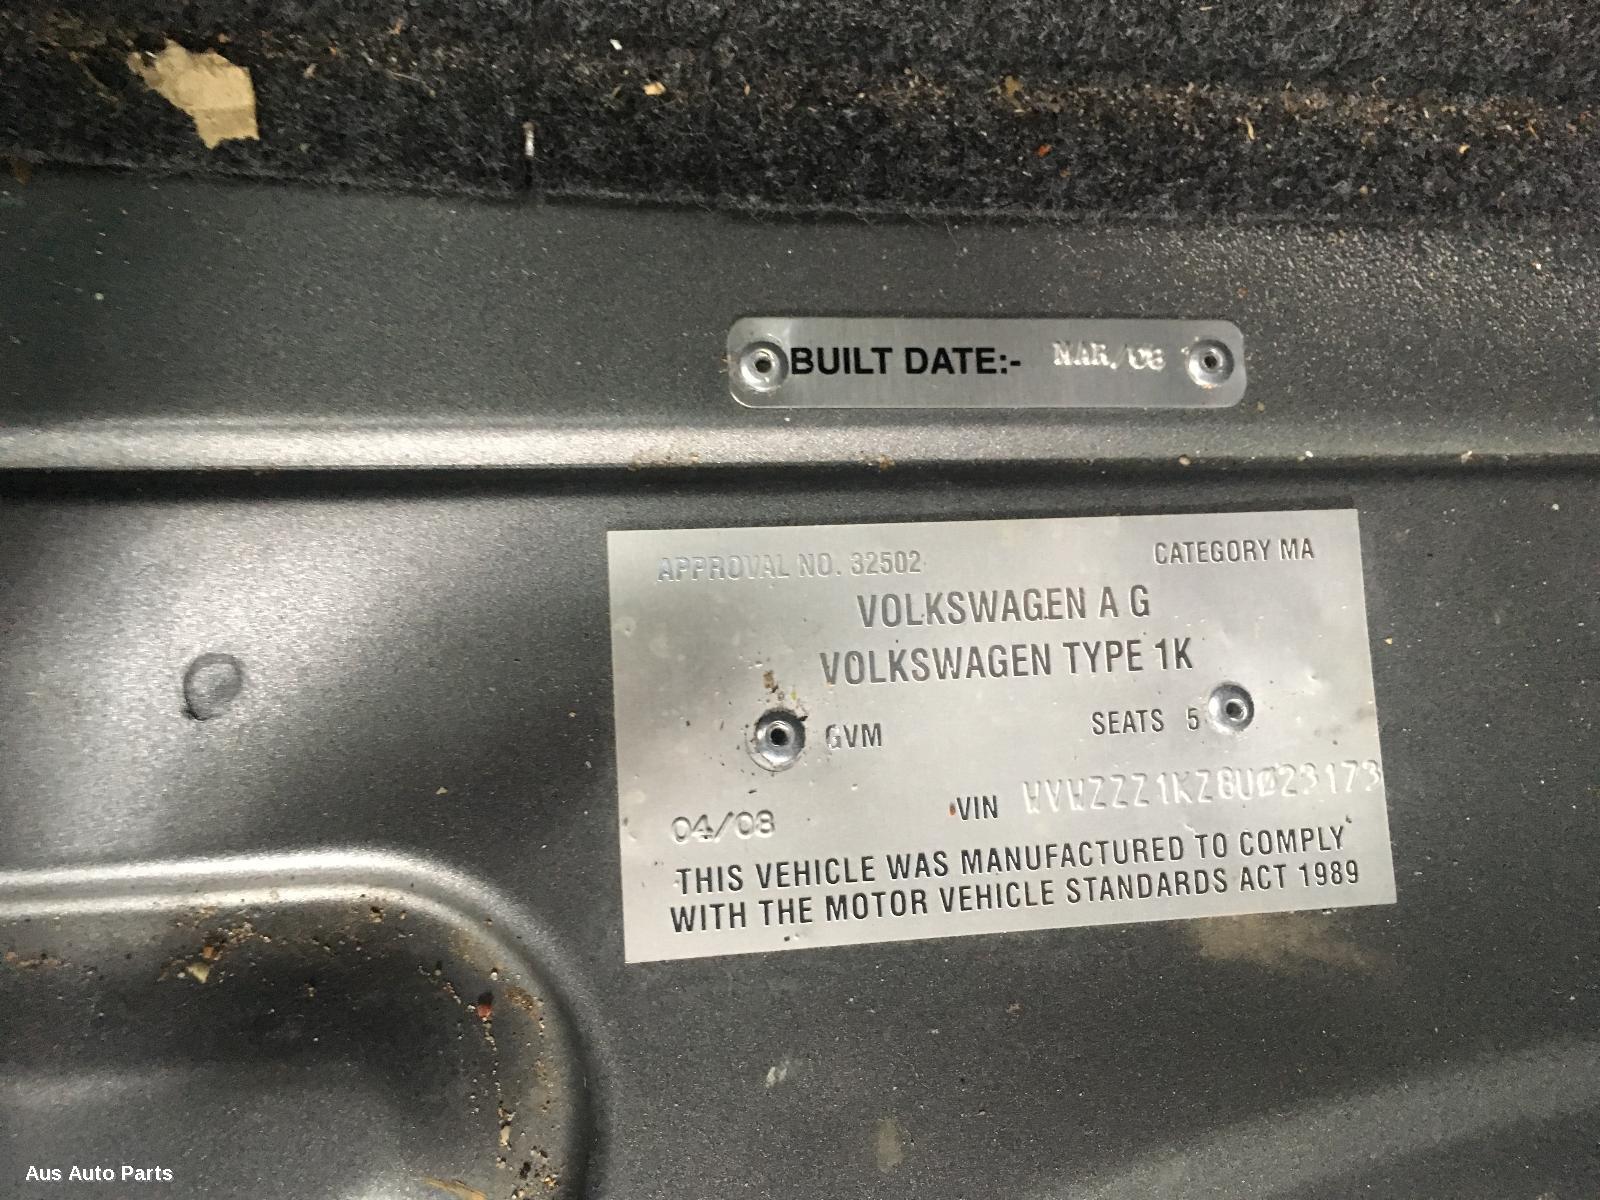 BUILT DATE:- MAR/08
APPROVAL NO. 32502 CATEGORY MA
VOLKSWAGEN A G
VOLKSWAGEN TYPE 1K
GVM SEATS 5
04/08 VIN WVWZZZ1KZ8U023173
THIS VEHICLE WAS MANUFACTURED TO COMPLY
WITH THE MOTOR VEHICLE STANDARDS ACT 1989
Aus Auto Parts